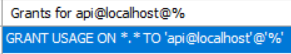 Grants for api@localhost@%
GRANT USAGE ON *.* TO 'api@localhost'@'%'